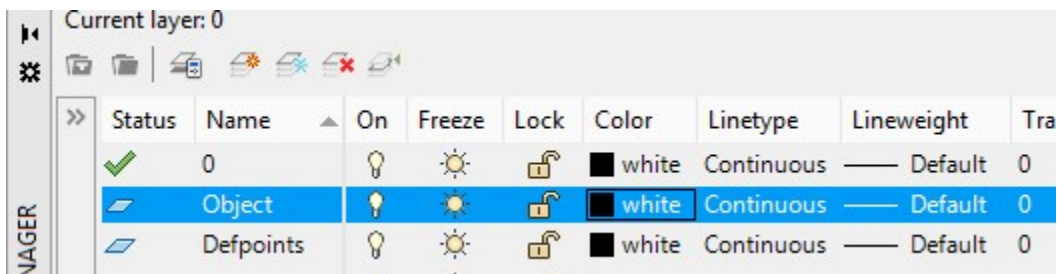 Current layer: 0
Status Name On Freeze Lock Color Linetype Lineweight Tra
0 white Continuous Default 0
Object white Continuous Default 0
Defpoints white Continuous Default 0
NAGER